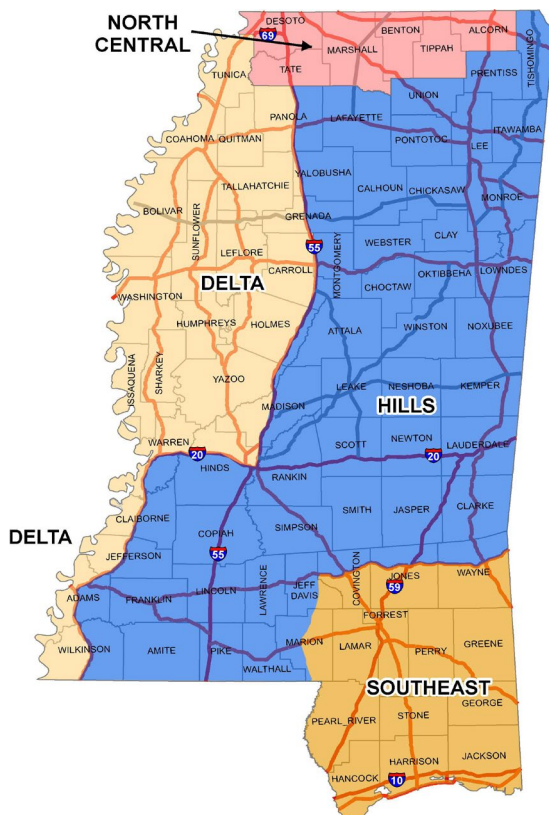 DESOTO
NORTH
CENTRAL
69
BENTON
ALCORN
MARSHALL
TIPPAH
TATE
TUNICA
PRENTISS
TISHOMINGO
UNION
PANOLA
LAFAYETTE
ITAWAMBA
COAHOMA
QUITMAN
PONTOTOC
LEE
YALOBUSHA
TALLAHATCHIE
CALHOUN
CHICKASAW
MONROE
BOLIVAR
GRENADA
SUNFLOWER
CLAY
55
WEBSTER
LEFLORE
MONTGOMERY
CARROLL
OKTIBBEHA
LOWNDES
DELTA
CHOCTAW
WASHINGTON
HUMPHREYS
HOLMES
ATTALA
WINSTON
NOXUBEE
ISSAQUENA
SHARKEY
YAZOO
LEAKE
NESHOBA
KEMPER
MADISON
HILLS
WARREN
20
SCOTT
NEWTON
LAUDERDALE
20
HINDS
RANKIN
CLAIBORNE
SMITH
JASPER
CLARKE
DELTA
COPIAH
SIMPSON
JEFFERSON
55
COVINGTON
JONES
WAYNE
ADAMS
FRANKLIN
LINCOLN
LAWRENCE
JEFF
DAVIS
59
FORREST
WILKINSON
AMITE
PIKE
MARION
LAMAR
PERRY
GREENE
WALTHALL
SOUTHEAST
GEORGE
PEARL RIVER
STONE
HARRISON
JACKSON
HANCOCK
10